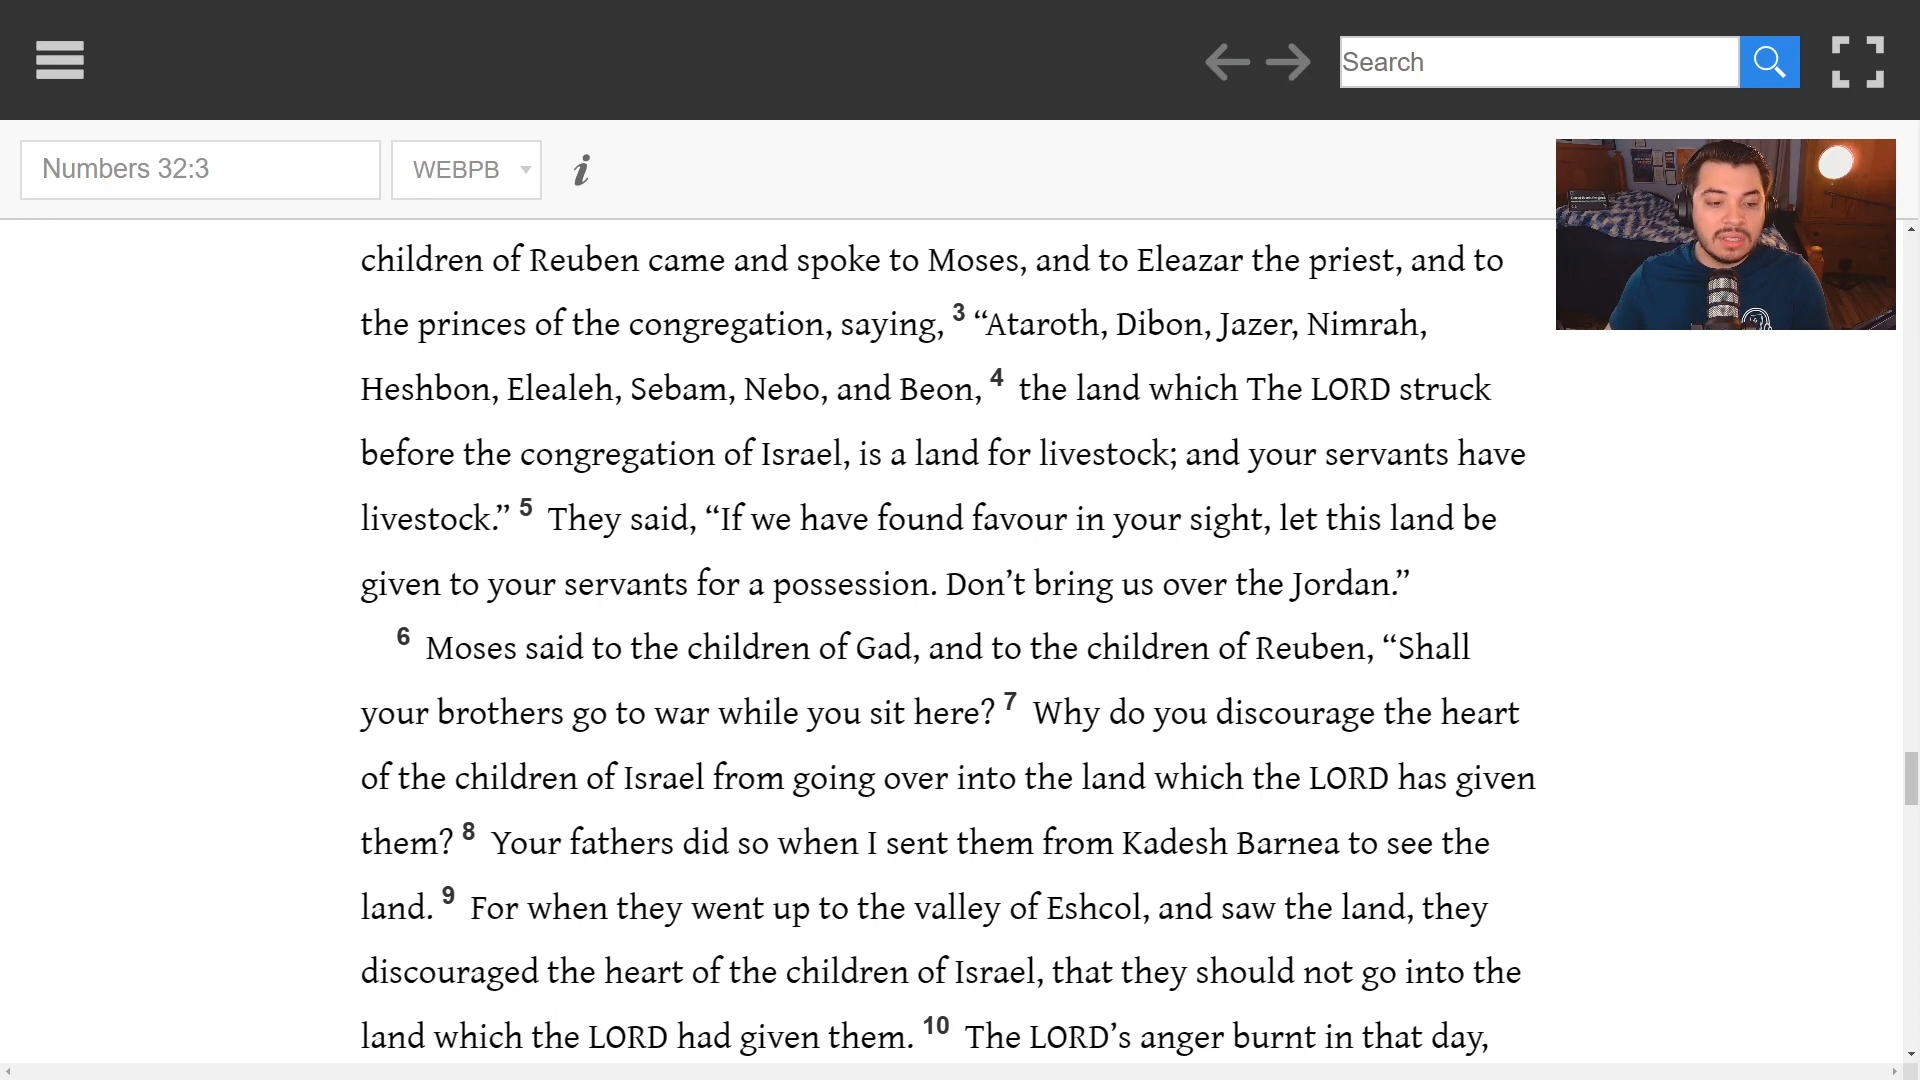 Search
Numbers 32:3
WEBPB
i
children of Reuben came and spoke to Moses, and to Eleazar the priest, and to
the princes of the congregation, saying, 3 “Ataroth, Dibon, Jazer, Nimrah,
Heshbon, Elealeh, Sebam, Nebo, and Beon, 4 the land which The LORD struck
before the congregation of Israel, is a land for livestock; and your servants have
livestock.” 5 They said, “If we have found favour in your sight, let this land be
given to your servants for a possession. Don’t bring us over the Jordan.”
6 Moses said to the children of Gad, and to the children of Reuben, “Shall
your brothers go to war while you sit here? 7 Why do you discourage the heart
of the children of Israel from going over into the land which the LORD has given
them? 8 Your fathers did so when I sent them from Kadesh Barnea to see the
land. 9 For when they went up to the valley of Eshcol, and saw the land, they
discouraged the heart of the children of Israel, that they should not go into the
land which the LORD had given them. 10 The LORD’s anger burnt in that day,